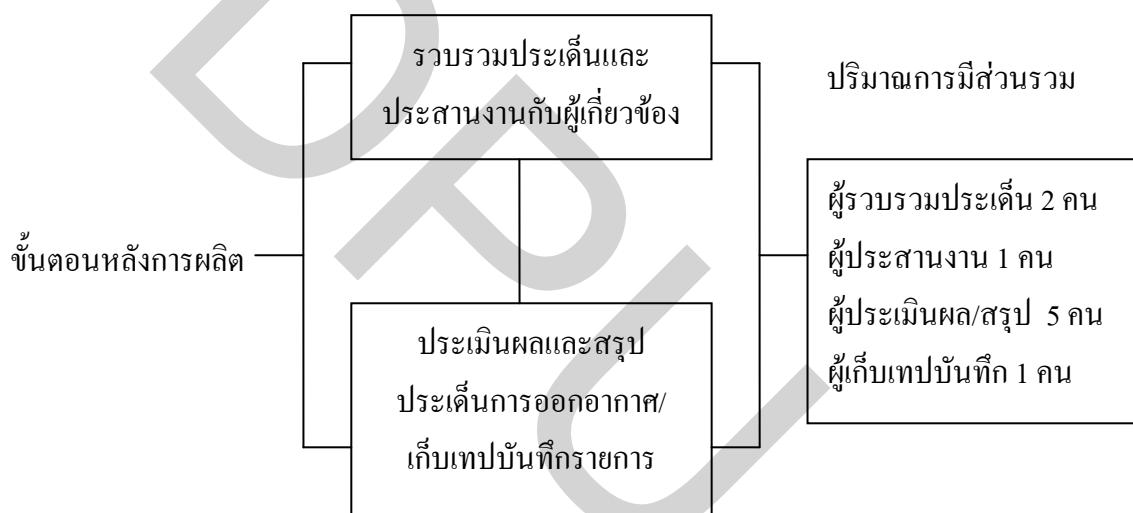 รวบรวมประเด็นและ
ประสานงานกับผู้เกี่ยวข้อง
ปริมาณการมีส่วนรวม
ขั้นตอนหลังการผลิต
ผู้รวบรวมประเด็น 2 คน
ผู้ประสานงาน 1 คน
ผู้ประเมินผล/สรุป 5 คน
ผู้เก็บเทปบันทึก 1 คน
ประเมินผลและสรุป
ประเด็นการออกอากาศ/
เก็บเทปบันทึกรายการ
DPU